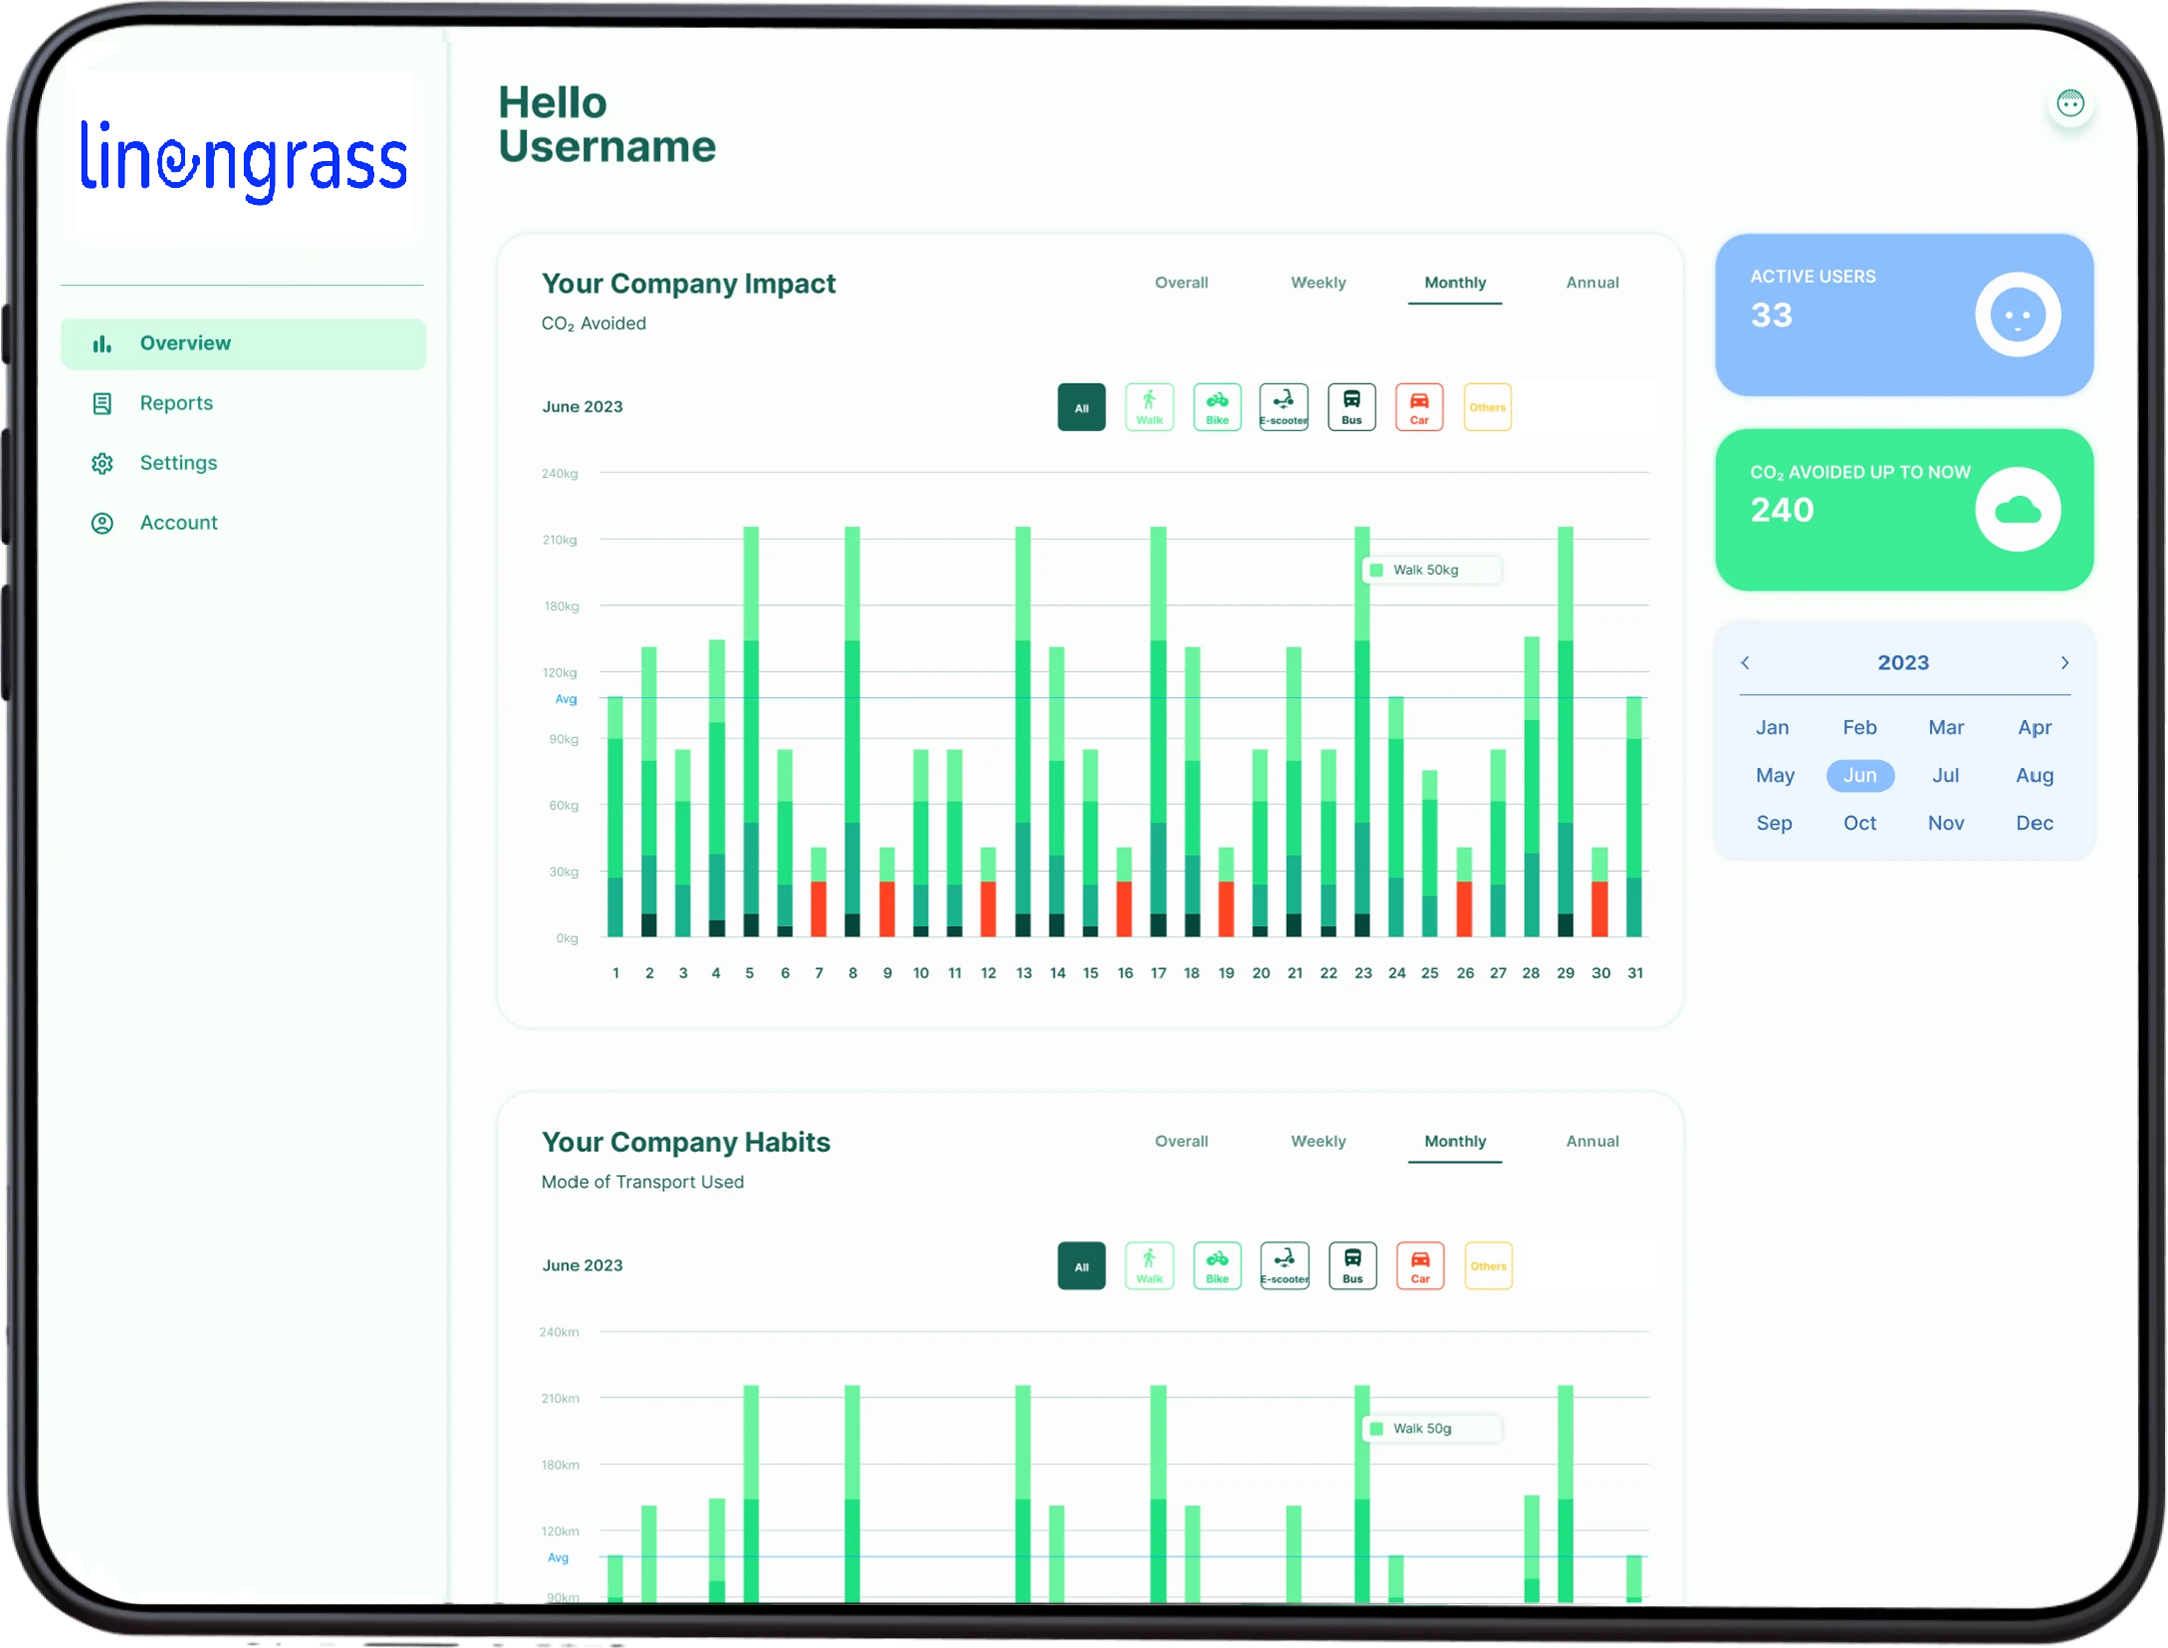 linengrass
Overview
Reports
Settings
Account
Hello
Username
Your Company Impact
CO₂ Avoided
Overall Weekly Monthly Annual
June 2023
All Walk Bike E-scooter Bus Car Others
240kg
210kg
180kg
120kg
Avg
90kg
60kg
30kg
0kg
Walk 50kg
1 2 3 4 5 6 7 8 9 10 11 12 13 14 15 16 17 18 19 20 21 22 23 24 25 26 27 28 29 30 31
ACTIVE USERS
33
CO₂ AVOIDED UP TO NOW
240
2023
Jan Feb Mar Apr
May Jun Jul Aug
Sep Oct Nov Dec
Your Company Habits
Mode of Transport Used
Overall Weekly Monthly Annual
June 2023
All Walk Bike E-scooter Bus Car Others
240km
210km
180km
120km
Avg
90km
Walk 50g